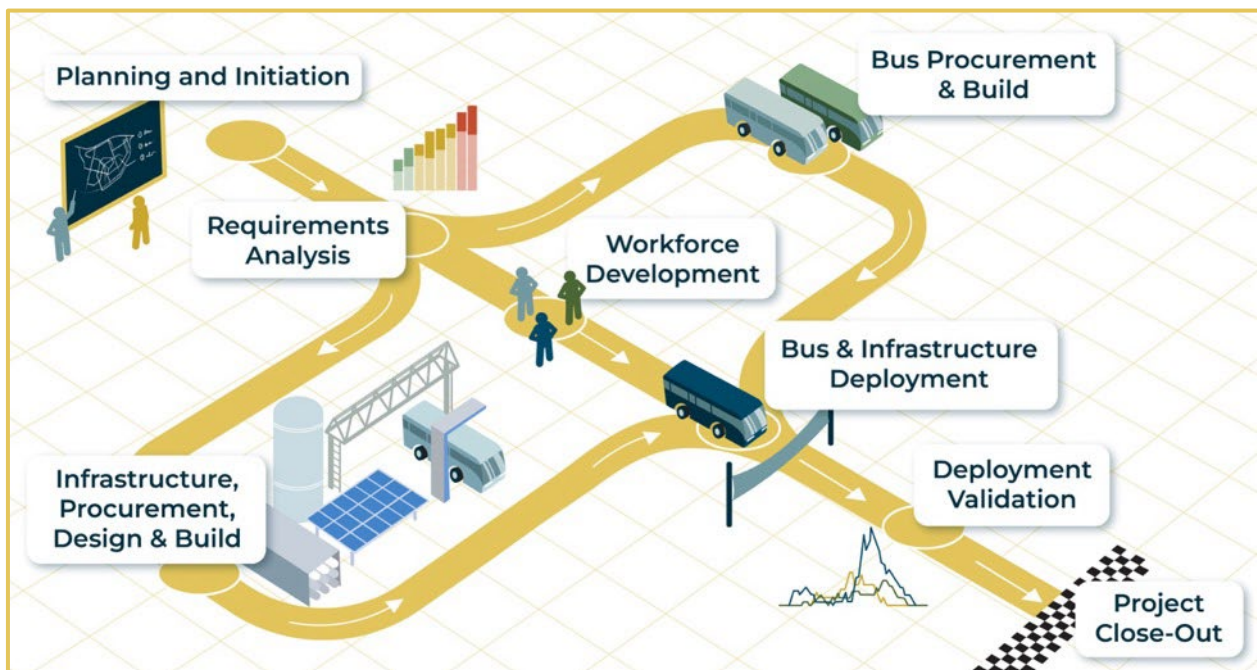 Planning and Initiation
Bus Procurement
& Build
Requirements
Analysis
Workforce
Development
Bus & Infrastructure
Deployment
Infrastructure,
Procurement,
Design & Build
Deployment
Validation
Project
Close-Out